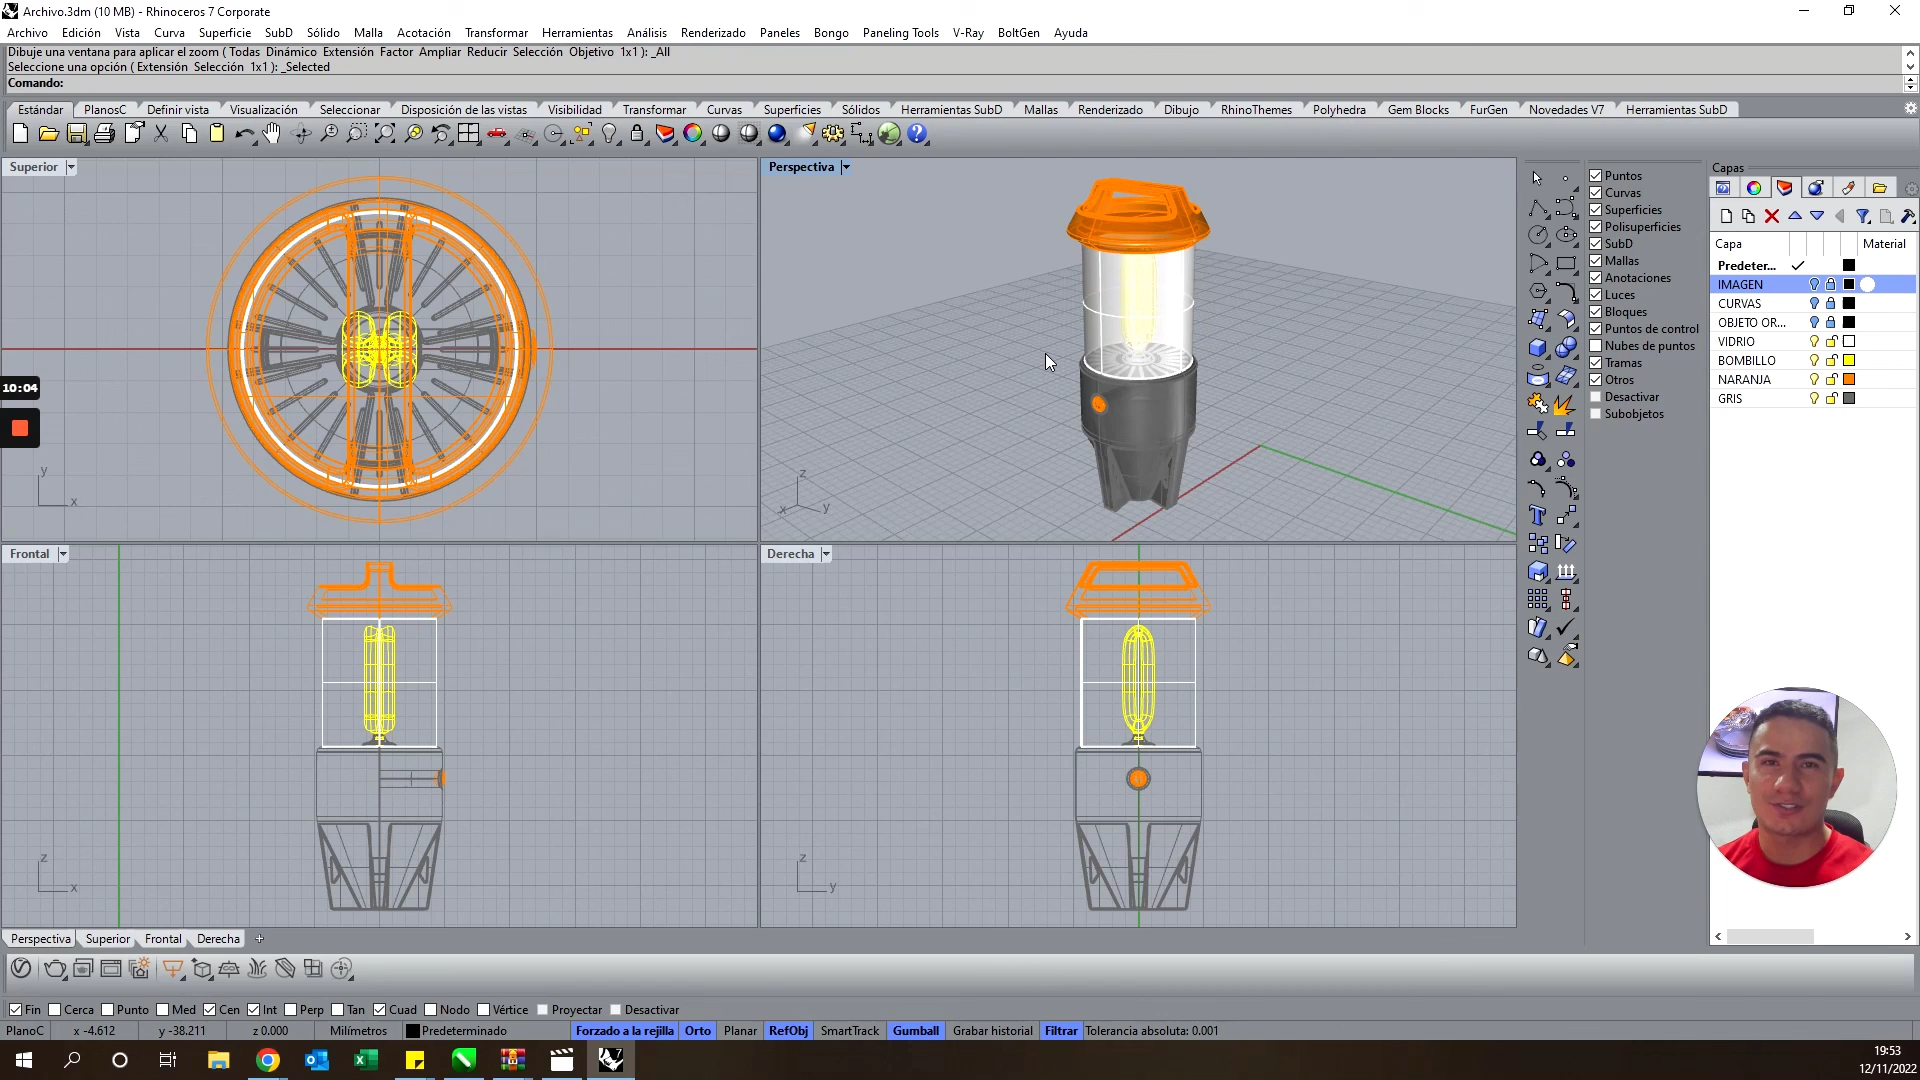 Archivo.3dm (10 MB) - Rhinoceros 7 Corporate
Archivo Edición Vista Curva Superficie SubD Sólido Malla Acotación Transformar Herramientas Análisis Renderizado Paneles Bongo Paneling Tools V-Ray BoltGen Ayuda
Dibuje una ventana para aplicar el zoom ( Todas Dinámico Extensión Factor Ampliar Reducir Selección Objetivo 1x1 ): _All
Seleccione una opción ( Extensión Selección 1x1 ): _Selected
Comando:
Estándar PlanosC Definir vista Visualización Seleccionar Disposición de las vistas Visibilidad Transformar Curvas Superficies Sólidos Herramientas SubD Mallas Renderizado Dibujo RhinoThemes Polyhedra Gem Blocks FurGen Novedades V7 Herramientas SubD
Superior
Perspectiva
Capas
Puntos
Curvas
Superficies
Polisuperficies
SubD
Mallas
Anotaciones
Luces
Bloques
Puntos de control
Nubes de puntos
Tramas
Otros
Desactivar
Subobjetos
Capa Material
Predeter...
IMAGEN
CURVAS
OBJETO OR...
VIDRIO
BOMBILLO
NARANJA
GRIS
10:04
y
x
z
x
y
Frontal
Derecha
z
x
z
y
Perspectiva Superior Frontal Derecha
Fin Cerca Punto Med Cen Int Perp Tan Cuad Nodo Vértice Proyectar Desactivar
PlanoC x -4.612 y -38.211 z 0.000 Milímetros Predeterminado Forzado a la rejilla Orto Planar RefObj SmartTrack Gumball Grabar historial Filtrar Tolerancia absoluta: 0.001
19:53
12/11/2022